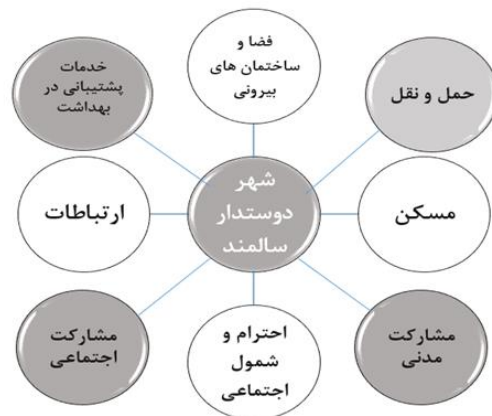 فضا و
ساختمان های
بیرونی
حمل و نقل
مسکن
مشارکت
مدنی
احترام و
شمول
اجتماعی
مشارکت
اجتماعی
ارتباطات
خدمات
پشتیبانی در
بهداشت
شهر
دوستدار
سالمند